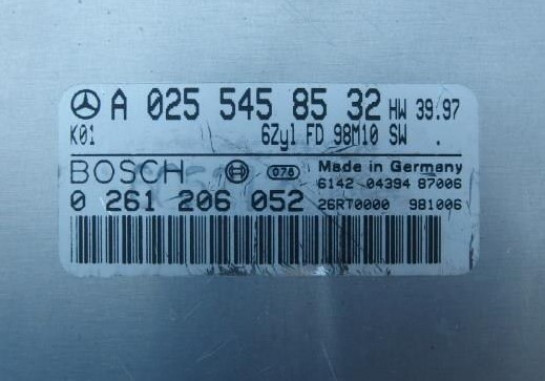 A 025 545 85 32 HW 39.97
K01 6Zyl FD 98M10 SW .
BOSCH 076 Made in Germany
6142 04394 87006
0 261 206 052 26RT0000 981006